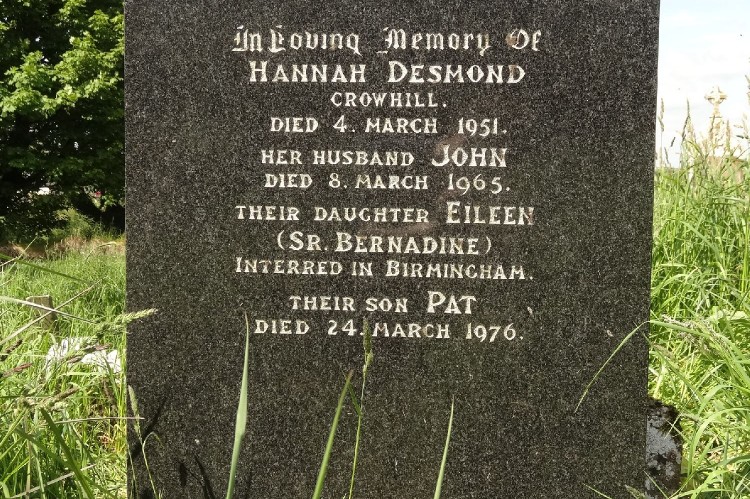 In Loving Memory Of
HANNAH DESMOND
CROWHILL.
DIED 4. MARCH 1951.
HER HUSBAND JOHN
DIED 8. MARCH 1965.
THEIR DAUGHTER EILEEN
(SR. BERNADINE)
INTERRED IN BIRMINGHAM.
THEIR SON PAT
DIED 24. MARCH 1976.